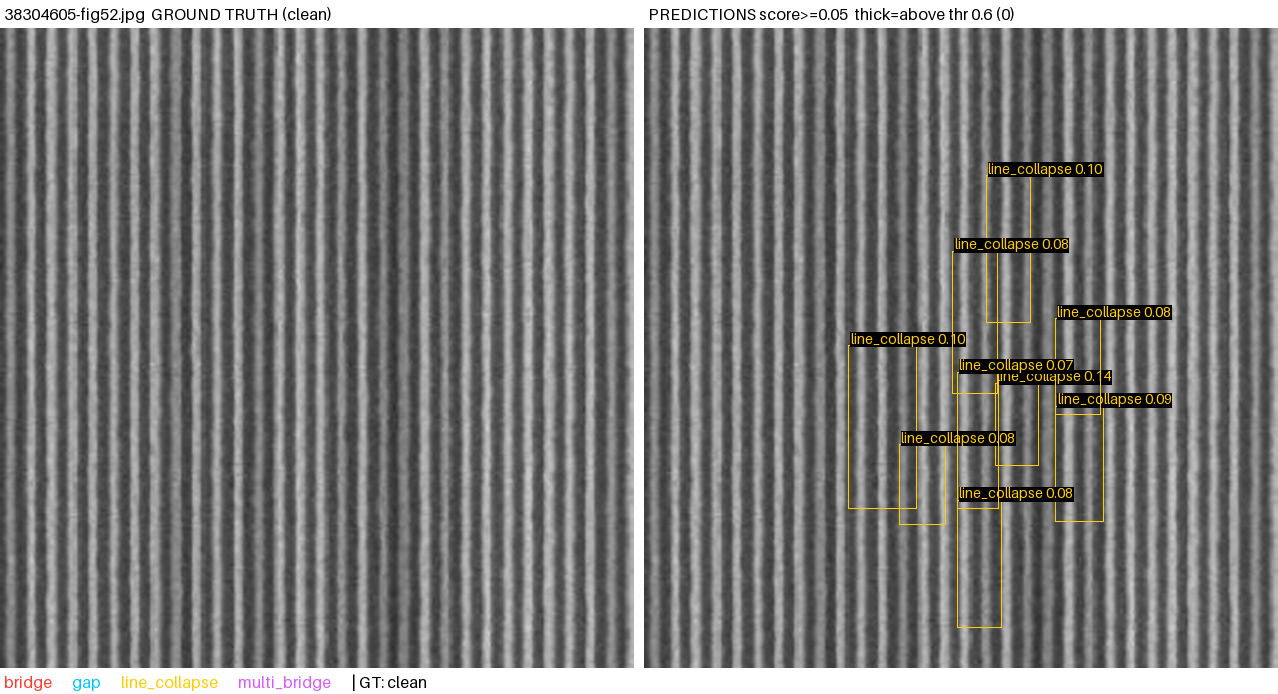 38304605-fig52.jpg  GROUND TRUTH (clean)
PREDICTIONS score>=0.05  thick=above thr 0.6 (0)
line_collapse 0.10
line_collapse 0.08
line_collapse 0.08
line_collapse 0.10
line_collapse 0.07
line_collapse 0.14
line_collapse 0.09
line_collapse 0.08
line_collapse 0.08
bridge gap line_collapse multi_bridge | GT: clean